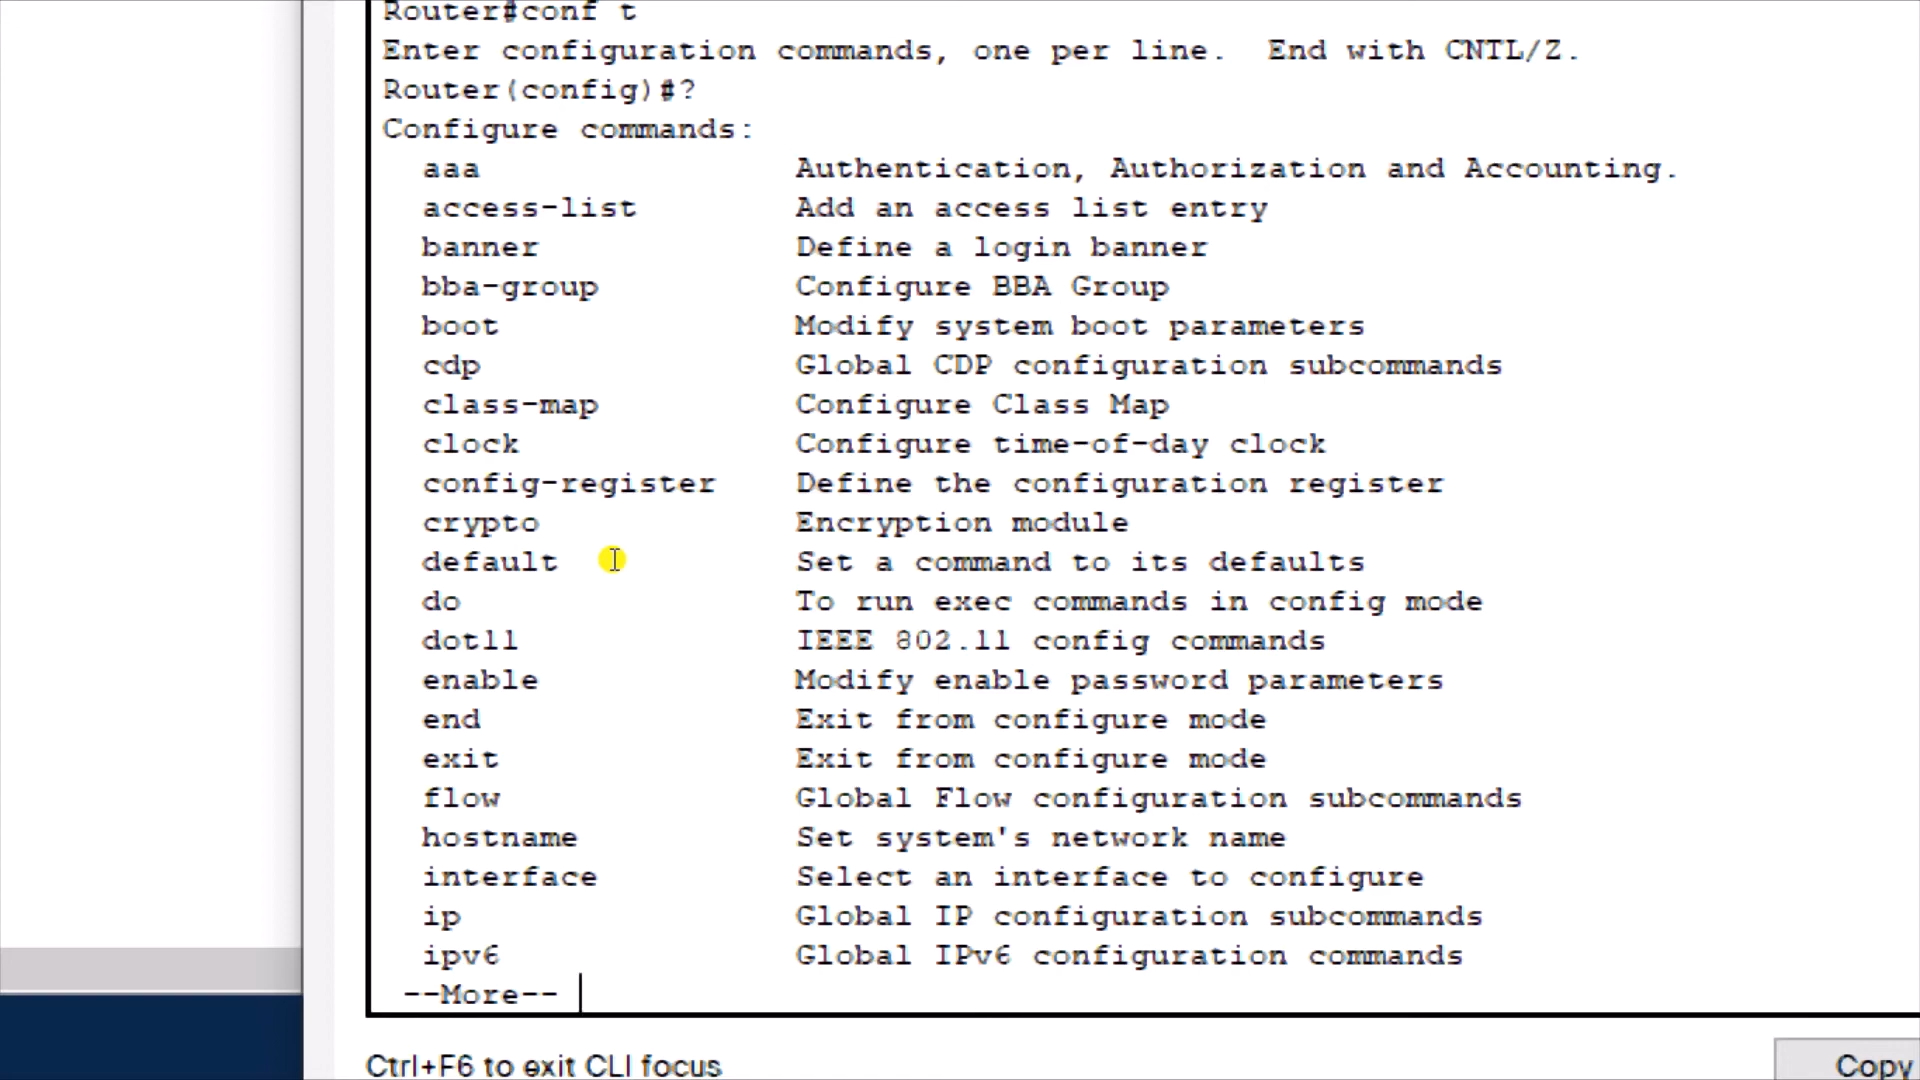 Router#conf t
Enter configuration commands, one per line.  End with CNTL/Z.
Router(config)#?
Configure commands:
  aaa                Authentication, Authorization and Accounting.
  access-list        Add an access list entry
  banner             Define a login banner
  bba-group          Configure BBA Group
  boot               Modify system boot parameters
  cdp                Global CDP configuration subcommands
  class-map          Configure Class Map
  clock              Configure time-of-day clock
  config-register    Define the configuration register
  crypto             Encryption module
  default            Set a command to its defaults
  do                 To run exec commands in config mode
  dot11              IEEE 802.11 config commands
  enable             Modify enable password parameters
  end                Exit from configure mode
  exit               Exit from configure mode
  flow               Global Flow configuration subcommands
  hostname           Set system's network name
  interface          Select an interface to configure
  ip                 Global IP configuration subcommands
  ipv6               Global IPv6 configuration commands
 --More--
Ctrl+F6 to exit CLI focus
Copy